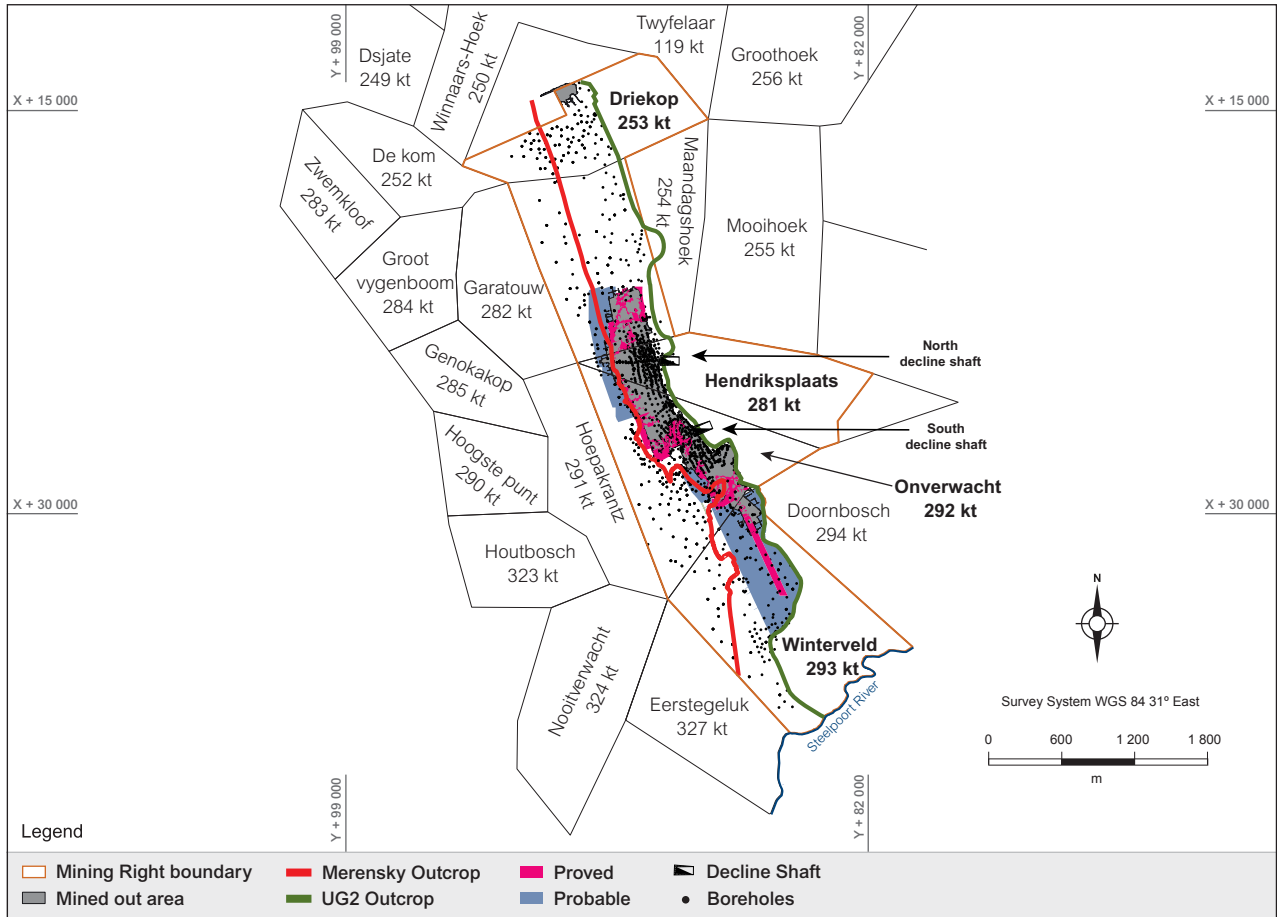 Y + 99 000
Twyfelaar
119 kt
Y + 82 000
Dsjate
249 kt
Winnaars-Hoek
250 kt
Groothoek
256 kt
X + 15 000
X + 15 000
Driekop
253 kt
De kom
252 kt
Zwemkloof
283 kt
Maandagshoek
254 kt
Mooihoek
255 kt
Groot
vygenboom
284 kt
Garatouw
282 kt
North
decline shaft
Genokakop
285 kt
Hendriksplaats
281 kt
South
decline shaft
Hoepakrantz
291 kt
Hoogste punt
290 kt
Onverwacht
292 kt
X + 30 000
X + 30 000
Doornbosch
294 kt
Houtbosch
323 kt
N
Winterveld
293 kt
Nooitverwacht
324 kt
Eerstegeluk
327 kt
Steelpoort River
Survey System WGS 84 31º East
0 600 1 200 1 800
m
Y + 99 000
Y + 82 000
Legend
Mining Right boundary
Merensky Outcrop
Proved
Decline Shaft
Mined out area
UG2 Outcrop
Probable
Boreholes